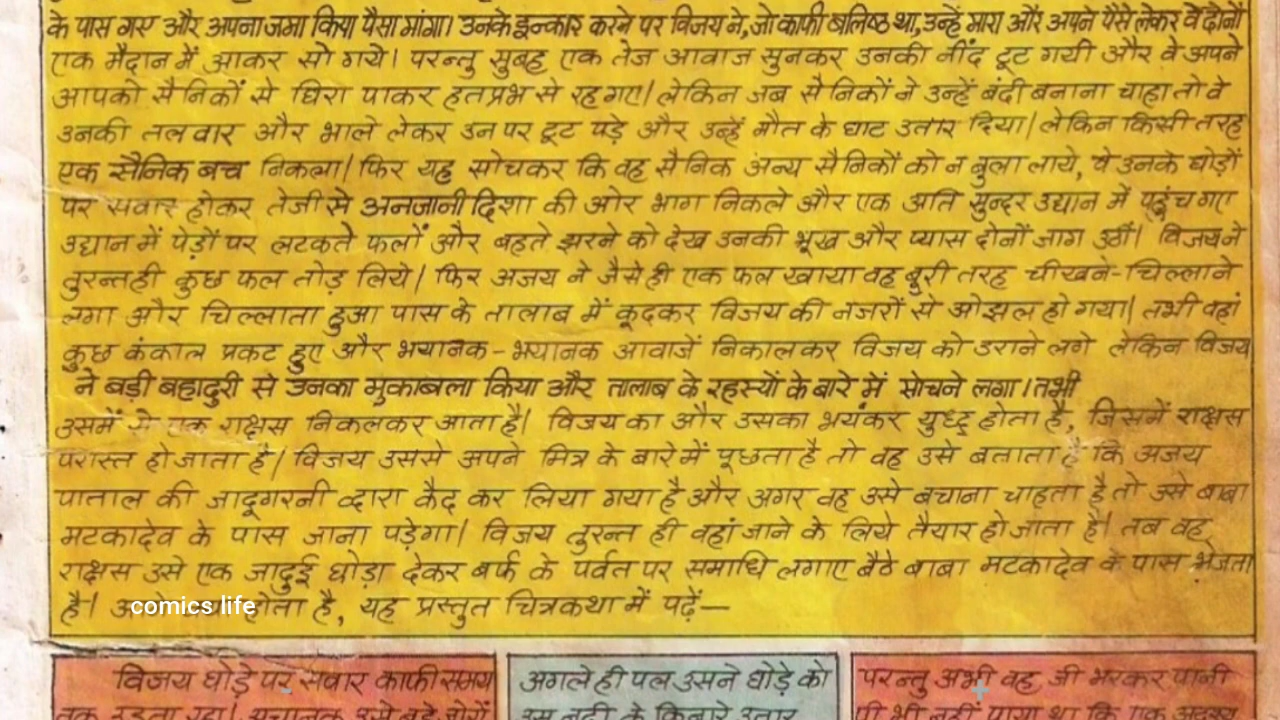 के पास गए और अपना जमा किया पैसा मांगा। उनके इन्कार करने पर विजय ने, जो काफी बलिष्ठ था, उन्हें मारा और अपने पैसे लेकर वे दोनों
एक मैदान में आकर सो गये। परन्तु सुबह एक तेज आवाज सुनकर उनकी नींद टूट गयी और वे अपने
आपको सैनिकों से घिरा पाकर हतप्रभ से रह गए। लेकिन जब सैनिकों ने उन्हें बंदी बनाना चाहा तो वे
उनकी तलवार और भाले लेकर उन पर टूट पड़े और उन्हें मौत के घाट उतार दिया। लेकिन किसी तरह
एक सैनिक बच निकला। फिर यह सोचकर कि वह सैनिक अन्य सैनिकों को न बुला लाये, वे उनके घोड़ों
पर सवार होकर तेजी से अनजानी दिशा की ओर भाग निकले और एक अति सुन्दर उद्यान में पहुंच गए
उद्यान में पेड़ों पर लटकते फलों और बहते झरने को देख उनकी भूख और प्यास दोनों जाग उठीं। विजय ने
तुरन्त ही कुछ फल तोड़ लिये। फिर अजय ने जैसे ही एक फल खाया वह बुरी तरह चीखने-चिल्लाने
लगा और चिल्लाता हुआ पास के तालाब में कूदकर विजय की नजरों से ओझल हो गया। तभी वहां
कुछ कंकाल प्रकट हुए और भयानक-भयानक आवाजें निकालकर विजय को डराने लगे लेकिन विजय
ने बड़ी बहादुरी से उनका मुकाबला किया और तालाब के रहस्यों के बारे में सोचने लगा। तभी
उसमें से एक राक्षस निकलकर आता है। विजय का और उसका भयंकर युध्द होता है, जिसमें राक्षस
परास्त हो जाता है। विजय उससे अपने मित्र के बारे में पूछता है तो वह उसे बताता है कि अजय
पाताल की जादूगरनी द्वारा कैद कर लिया गया है और अगर वह उसे बचाना चाहता है तो उसे बाबा
मटकादेव के पास जाना पड़ेगा। विजय तुरन्त ही वहां जाने के लिये तैयार हो जाता है। तब वह
राक्षस उसे एक जादुई घोड़ा देकर बर्फ के पर्वत पर समाधि लगाए बैठे बाबा मटकादेव के पास भेजता
है। होता है, यह प्रस्तुत चित्रकथा में पढ़ें—
comics life
विजय घोड़े पर सवार काफी समय
अगले ही पल उसने घोड़े को
उस नदी के किनारे उतार
परन्तु अभी वह जी भरकर पानी
पी भी नहीं पाया था कि एक